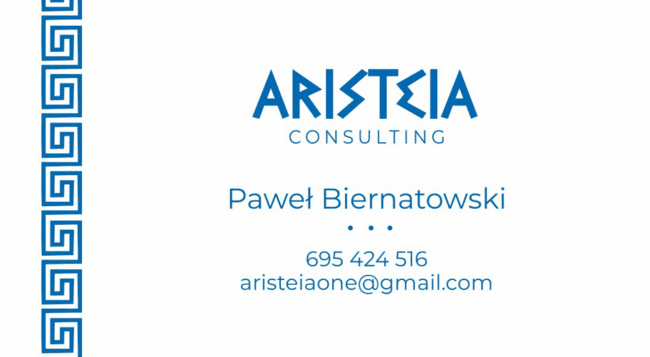 ARISTEIA
CONSULTING
Paweł Biernatowski
• • •
695 424 516
aristeiaone@gmail.com